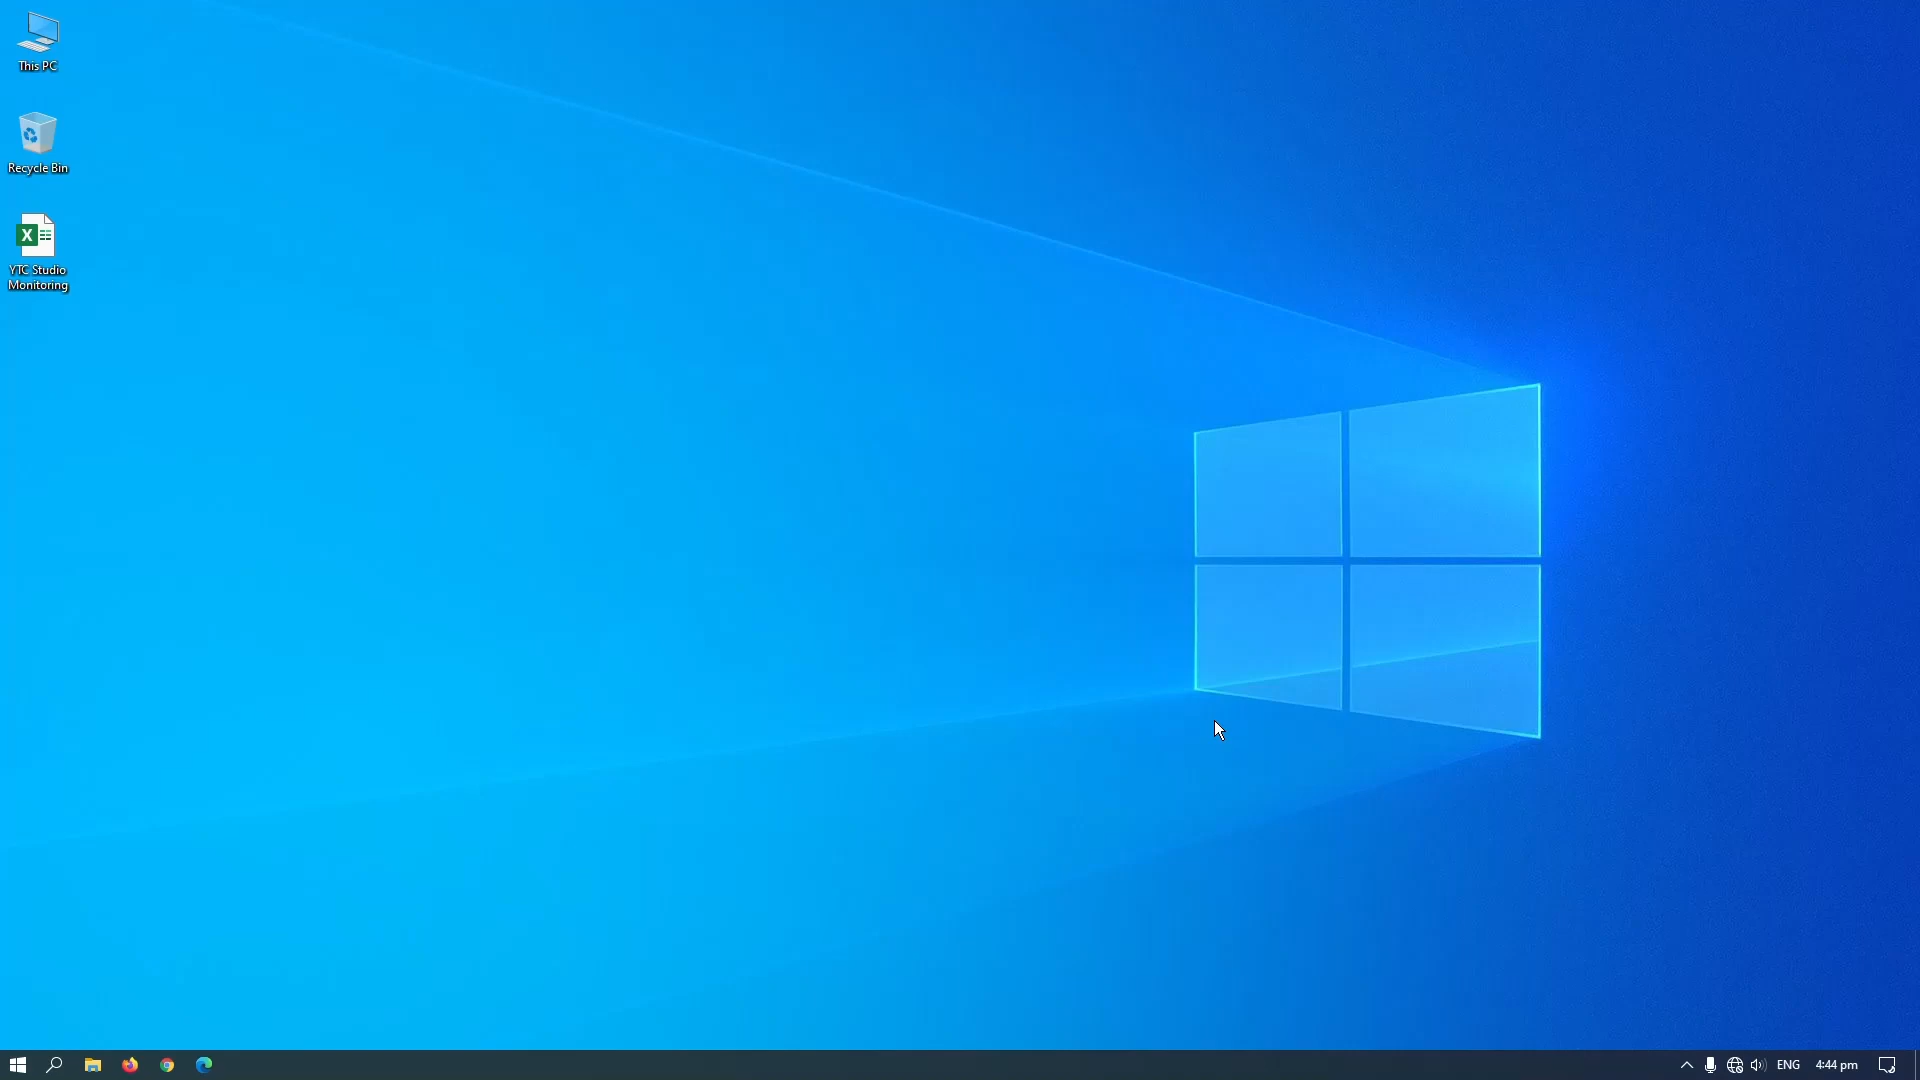 This PC
Recycle Bin
X
YTC Studio
Monitoring
ENG
4:44 pm